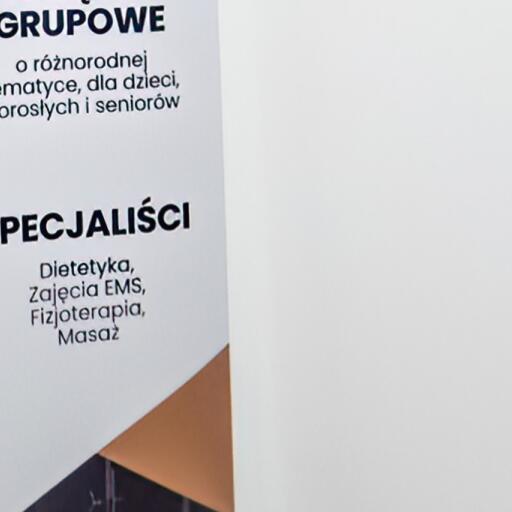 GRUPOWE
o różnorodnej
ematyce, dla dzieci,
orosłych i seniorów
PECJALIŚCI
Dietetyka,
Zajęcia EMS,
Fizjoterapia,
Masaż